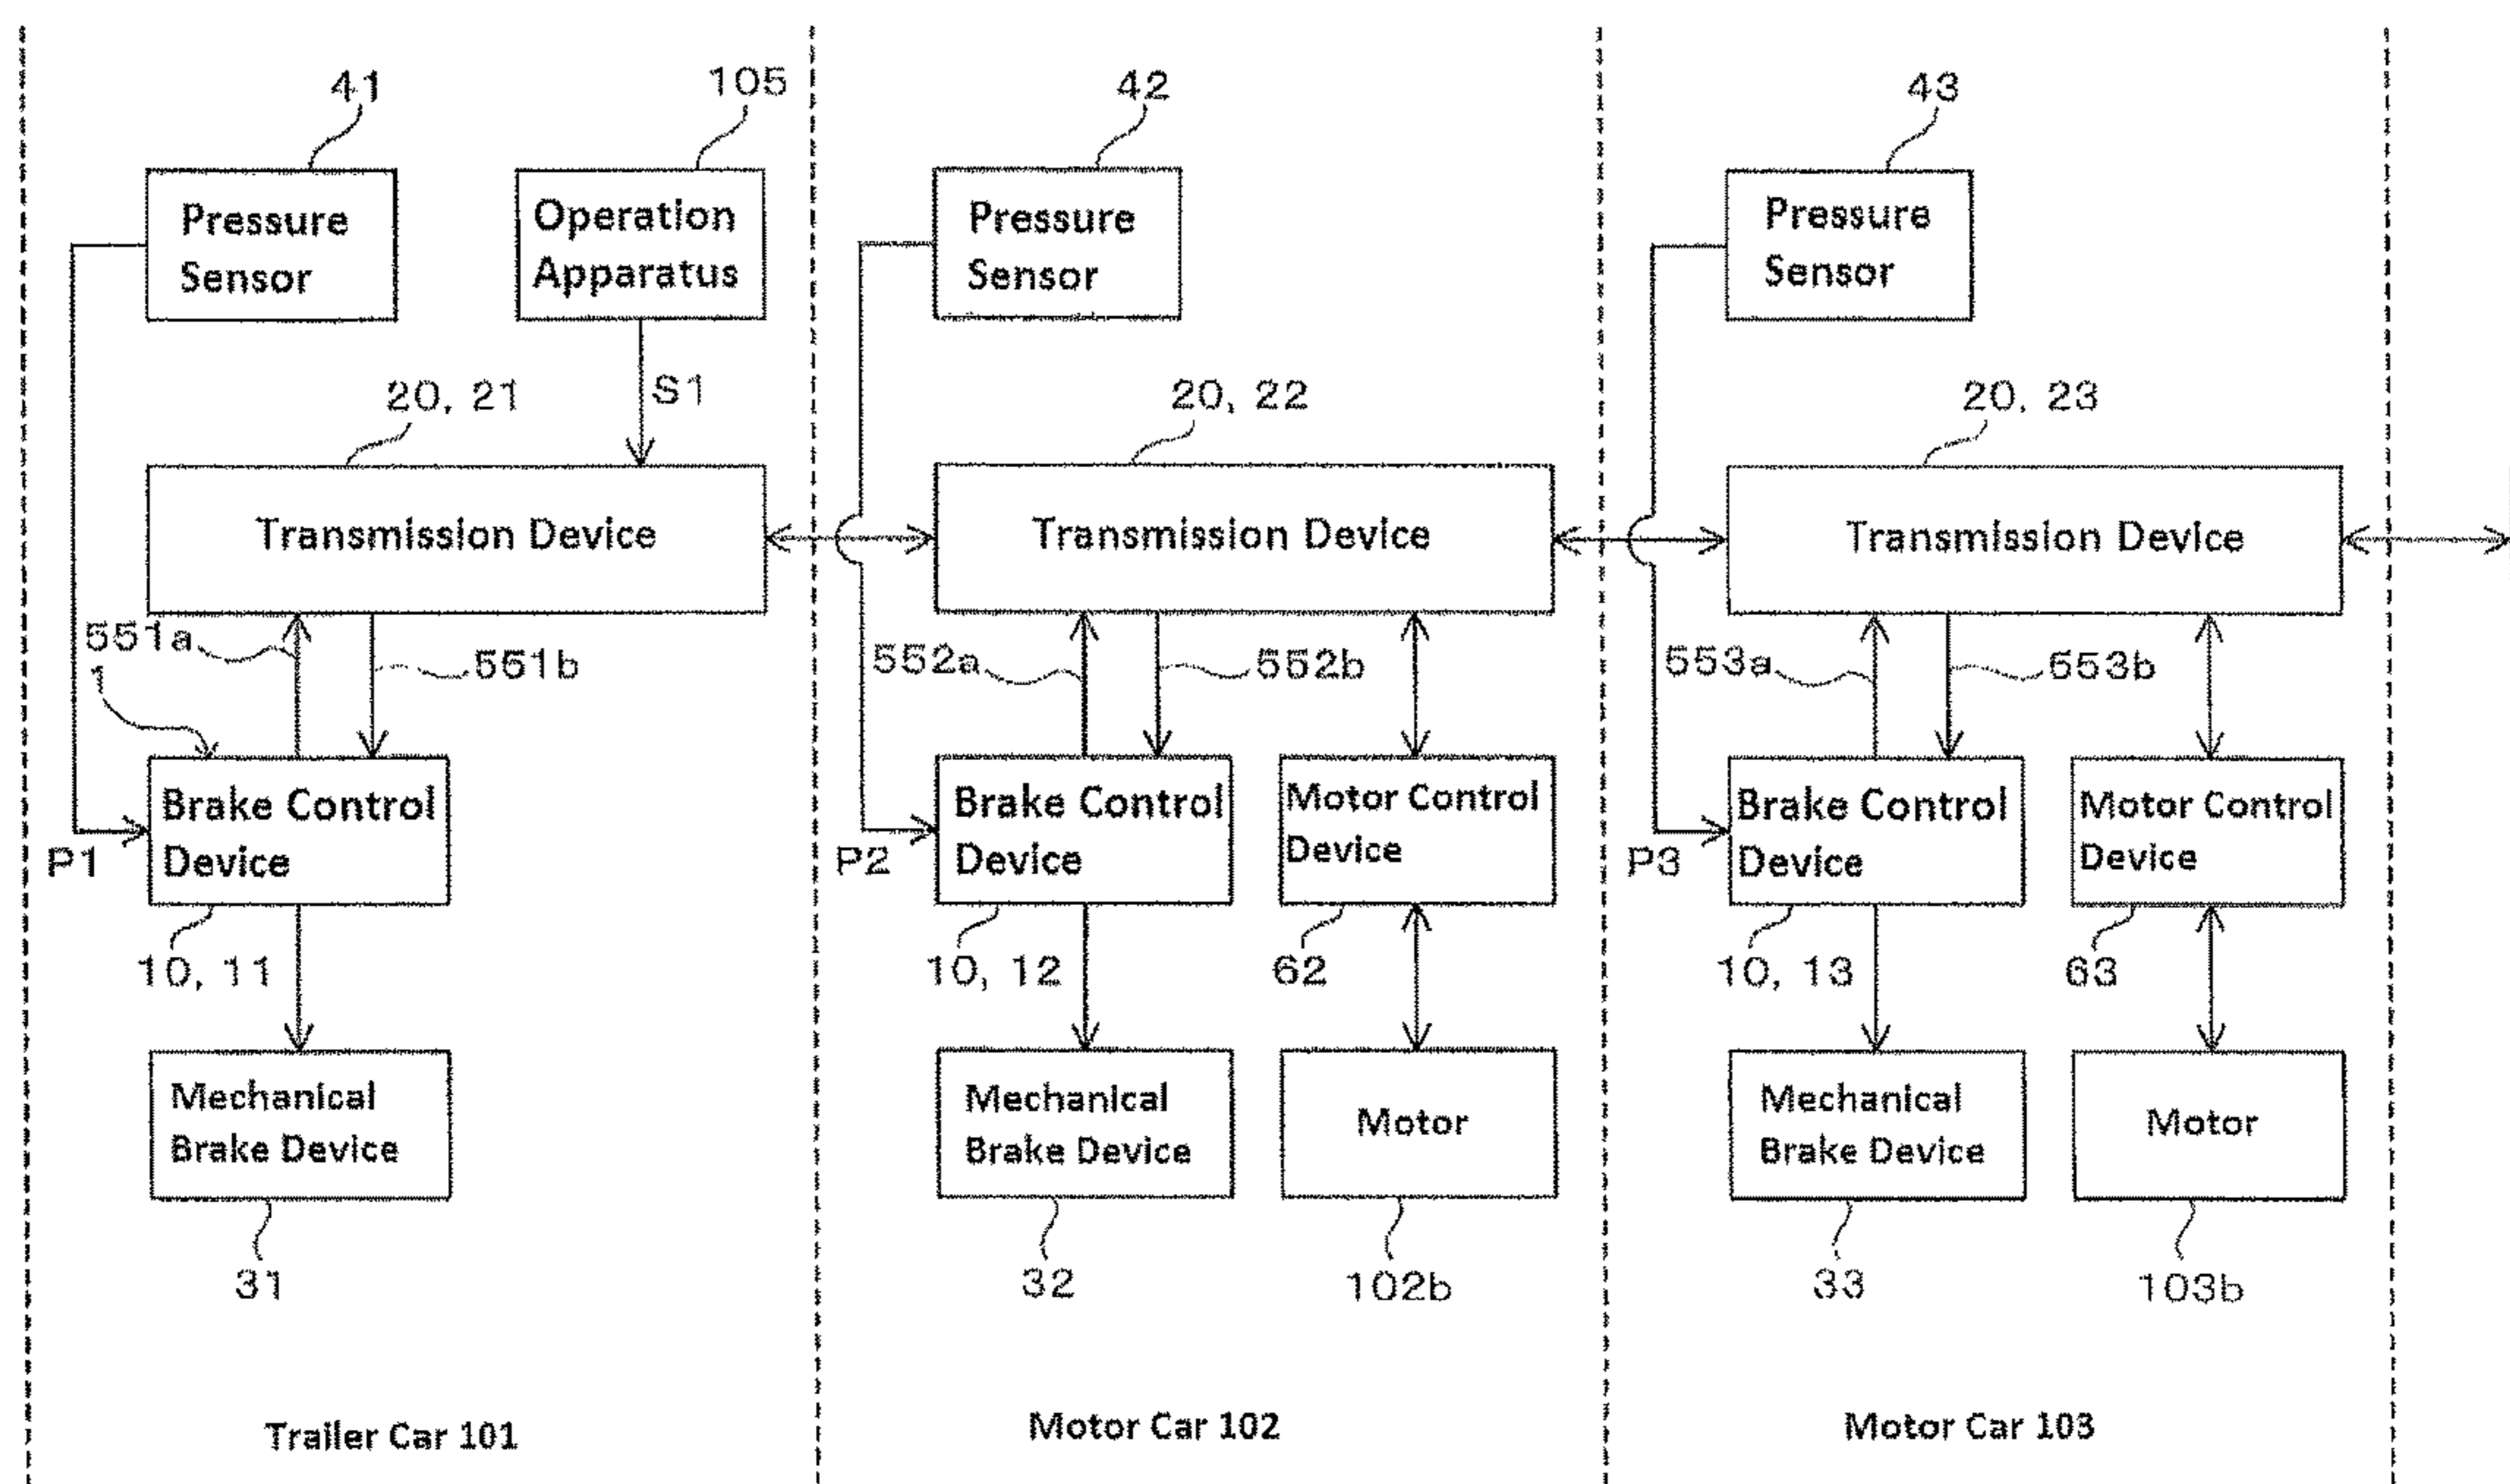 41
105
42
43
Pressure
Sensor
Operation
Apparatus
Pressure
Sensor
Pressure
Sensor
S1
20, 21
20, 22
20, 23
Transmission Device
Transmission Device
Transmission Device
551a
551b
552a
552b
553a
553b
1
Brake Control
Device
Brake Control
Device
Motor Control
Device
Brake Control
Device
Motor Control
Device
P1
P2
P3
10, 11
10, 12
62
10, 13
63
Mechanical
Brake Device
Mechanical
Brake Device
Motor
Mechanical
Brake Device
Motor
31
32
102b
33
103b
Trailer Car 101
Motor Car 102
Motor Car 103